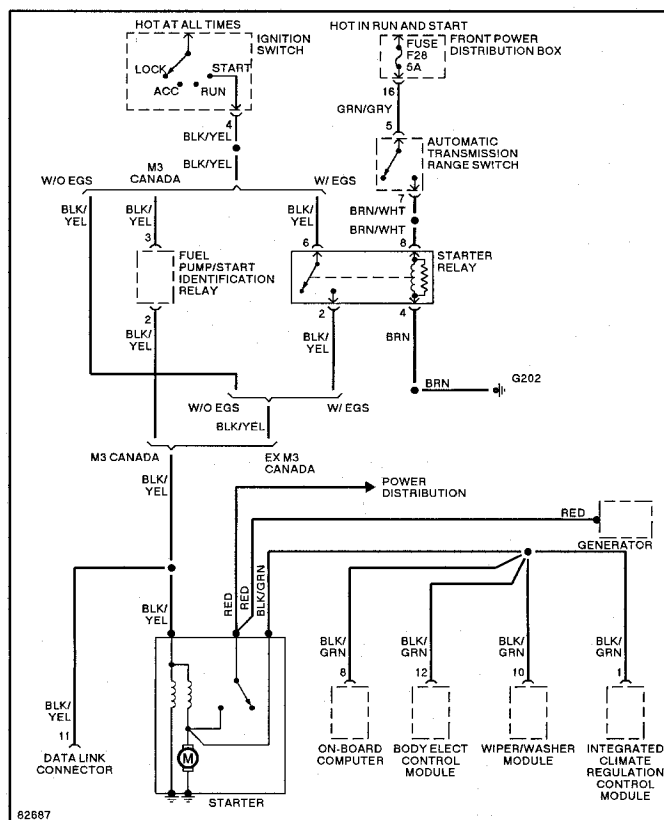 HOT AT ALL TIMES
IGNITION
SWITCH
LOCK
START
ACC
RUN
4
BLK/YEL
BLK/YEL
HOT IN RUN AND START
FUSE
F28
5A
FRONT POWER
DISTRIBUTION BOX
16
GRN/GRY
5
AUTOMATIC
TRANSMISSION
RANGE SWITCH
7
BRN/WHT
BRN/WHT
M3
CANADA
W/O EGS
W/ EGS
BLK/
YEL
BLK/
YEL
BLK/
YEL
3
6
8
FUEL
PUMP/START
IDENTIFICATION
RELAY
STARTER
RELAY
2
2
4
BLK/
YEL
BLK/
YEL
BRN
BRN
G202
W/O EGS
W/ EGS
BLK/YEL
M3 CANADA
EX M3
CANADA
BLK/
YEL
POWER
DISTRIBUTION
RED
GENERATOR
BLK/
YEL
RED
RED
BLK/GRN
BLK/
GRN
BLK/
GRN
BLK/
GRN
BLK/
GRN
8
12
10
1
BLK/
YEL
11
DATA LINK
CONNECTOR
M
STARTER
ON-BOARD
COMPUTER
BODY ELECT
CONTROL
MODULE
WIPER/WASHER
MODULE
INTEGRATED
CLIMATE
REGULATION
CONTROL
MODULE
82687